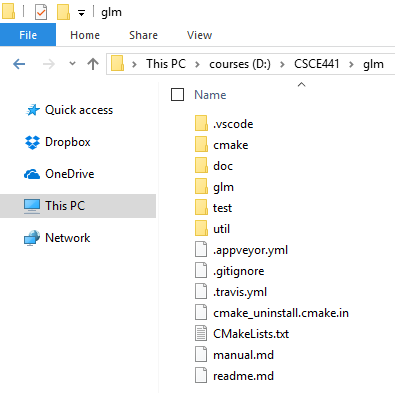 glm
File Home Share View
This PC courses (D:) CSCE441 glm
Name
Quick access
Dropbox
OneDrive
This PC
Network
.vscode
cmake
doc
glm
test
util
.appveyor.yml
.gitignore
.travis.yml
cmake_uninstall.cmake.in
CMakeLists.txt
manual.md
readme.md